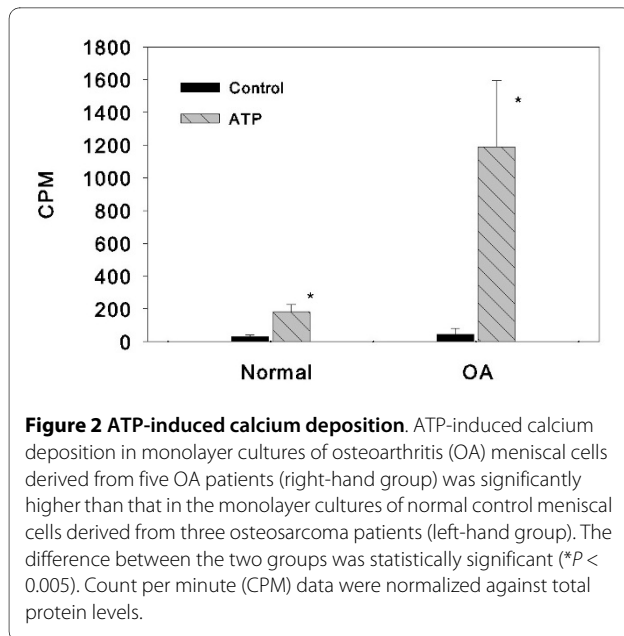 1800
1600
1400
1200
1000
800
600
400
200
0
CPM
Control
ATP
*
*
Normal OA
Figure 2 ATP-induced calcium deposition. ATP-induced calcium
deposition in monolayer cultures of osteoarthritis (OA) meniscal cells
derived from five OA patients (right-hand group) was significantly
higher than that in the monolayer cultures of normal control meniscal
cells derived from three osteosarcoma patients (left-hand group). The
difference between the two groups was statistically significant (*P <
0.005). Count per minute (CPM) data were normalized against total
protein levels.